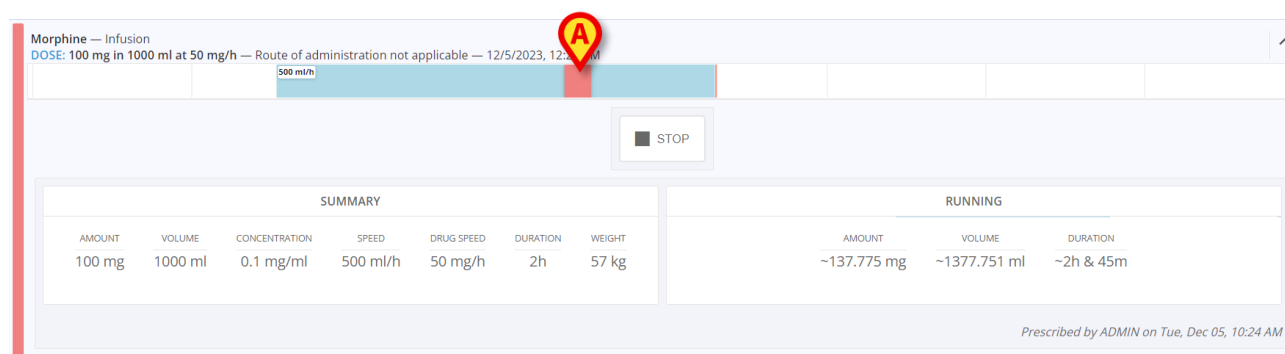 Morphine — Infusion
DOSE: 100 mg in 1000 ml at 50 mg/h — Route of administration not applicable — 12/5/2023, 12:2 M
A
500 ml/h
STOP
SUMMARY
RUNNING
AMOUNT VOLUME CONCENTRATION SPEED DRUG SPEED DURATION WEIGHT
100 mg 1000 ml 0.1 mg/ml 500 ml/h 50 mg/h 2h 57 kg
AMOUNT VOLUME DURATION
~137.775 mg ~1377.751 ml ~2h & 45m
Prescribed by ADMIN on Tue, Dec 05, 10:24 AM